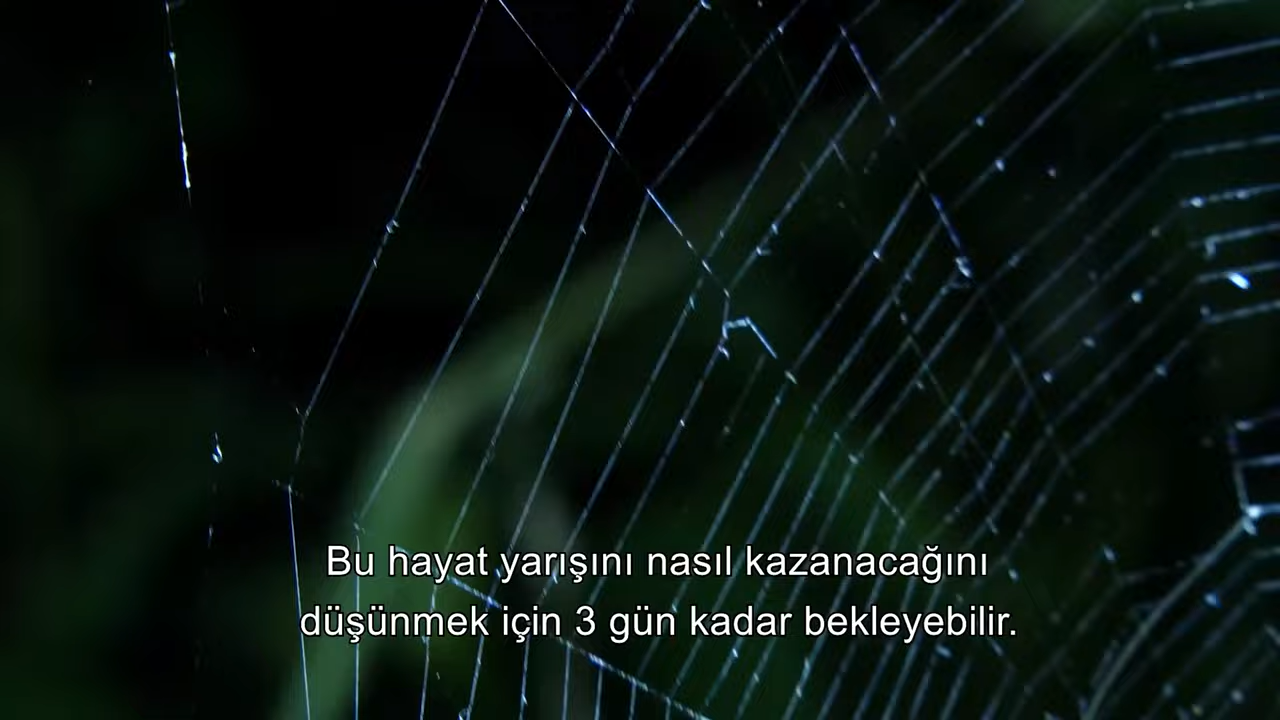 Bu hayat yarışını nasıl kazanacağını
düşünmek için 3 gün kadar bekleyebilir.